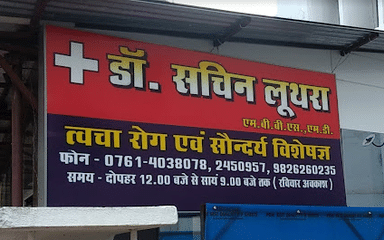 डॉ. सचिन लूथरा
एम.बी.बी.एस.,एम.डी.
त्वचा रोग एवं सौन्दर्य विशेषज्ञ
फोन - 0761-4038078, 2450957, 9826260235
समय - दोपहर 12.00 बजे से सायं 9.00 बजे तक ( रविवार अवकाश )